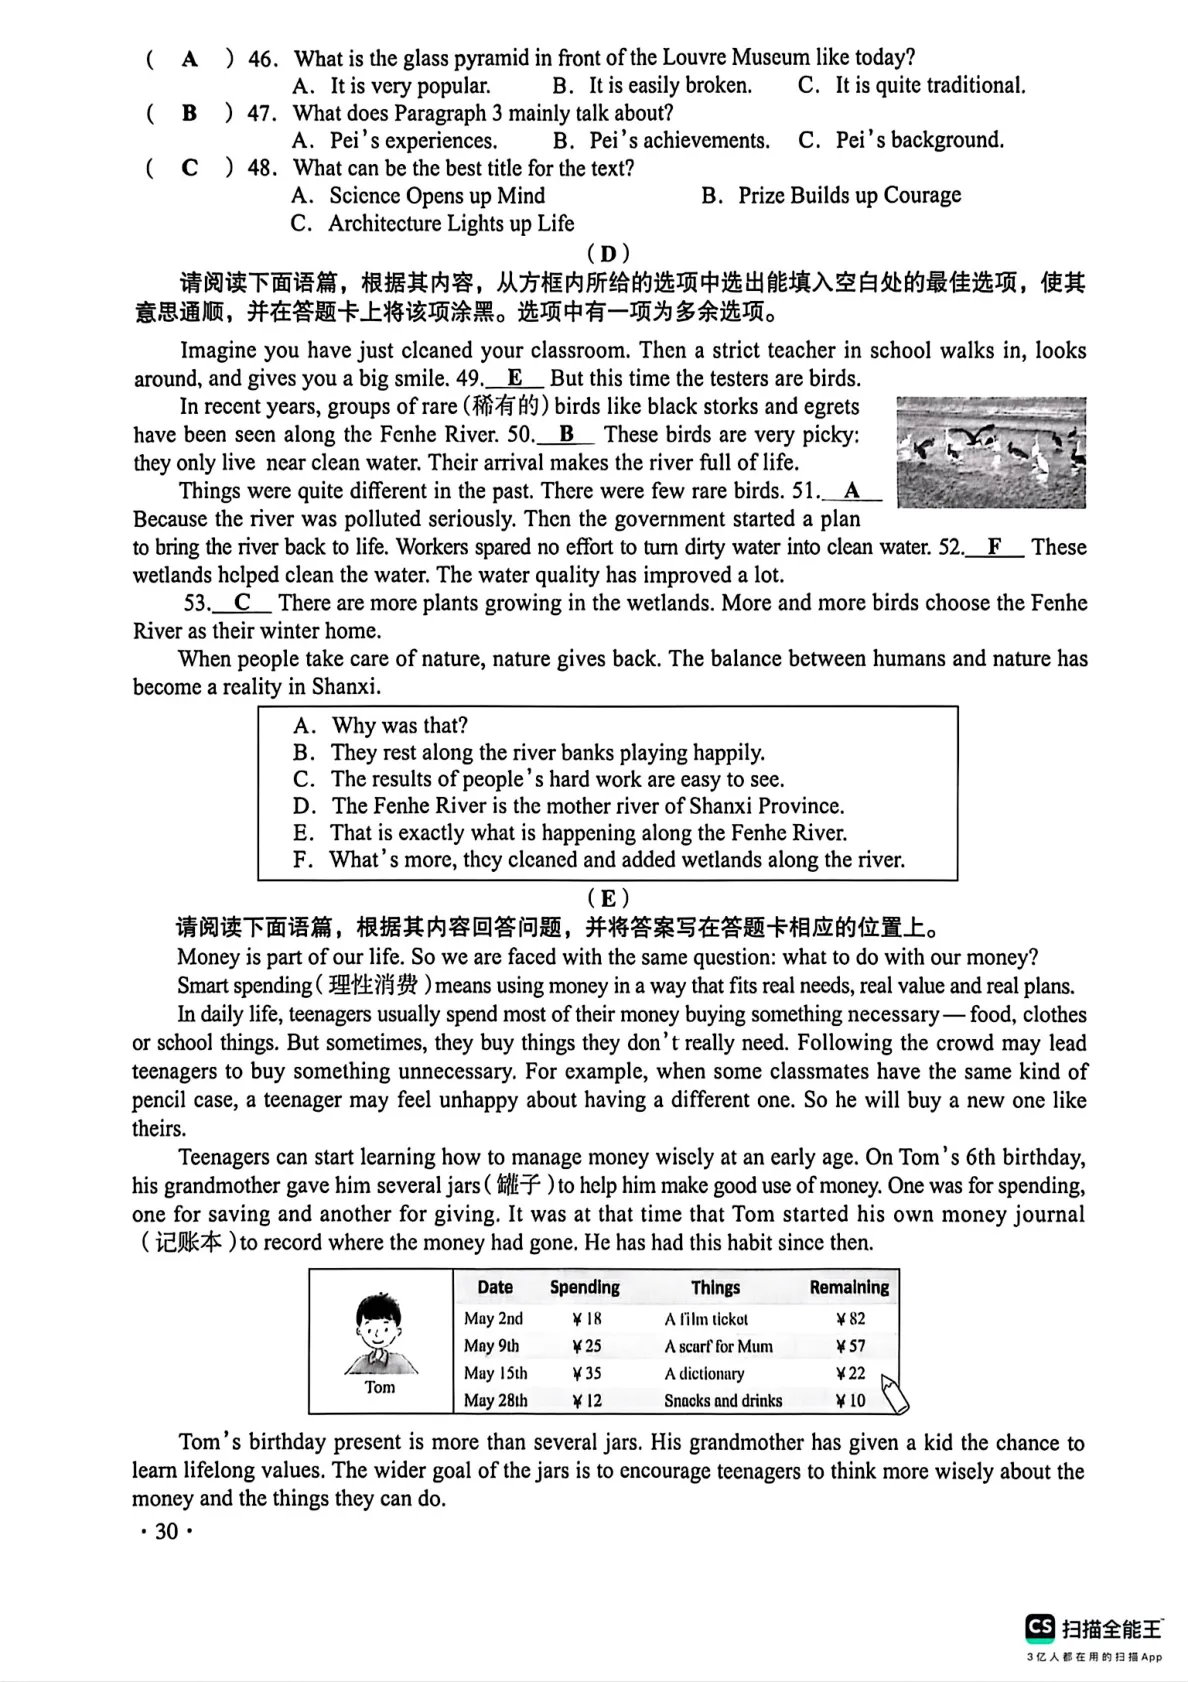 ( A ) 46. What is the glass pyramid in front of the Louvre Museum like today?
A. It is very popular. B. It is easily broken. C. It is quite traditional.
( B ) 47. What does Paragraph 3 mainly talk about?
A. Pei's experiences. B. Pei's achievements. C. Pei's background.
( C ) 48. What can be the best title for the text?
A. Science Opens up Mind B. Prize Builds up Courage
C. Architecture Lights up Life
( D )
请阅读下面语篇，根据其内容，从方框内所给的选项中选出能填入空白处的最佳选项，使其
意思通顺，并在答题卡上将该项涂黑。选项中有一项为多余选项。
Imagine you have just cleaned your classroom. Then a strict teacher in school walks in, looks
around, and gives you a big smile. 49. E But this time the testers are birds.
In recent years, groups of rare (稀有的) birds like black storks and egrets
have been seen along the Fenhe River. 50. B These birds are very picky:
they only live near clean water. Their arrival makes the river full of life.
Things were quite different in the past. There were few rare birds. 51. A
Because the river was polluted seriously. Then the government started a plan
to bring the river back to life. Workers spared no effort to turn dirty water into clean water. 52. F These
wetlands helped clean the water. The water quality has improved a lot.
53. C There are more plants growing in the wetlands. More and more birds choose the Fenhe
River as their winter home.
When people take care of nature, nature gives back. The balance between humans and nature has
become a reality in Shanxi.
A. Why was that?
B. They rest along the river banks playing happily.
C. The results of people's hard work are easy to see.
D. The Fenhe River is the mother river of Shanxi Province.
E. That is exactly what is happening along the Fenhe River.
F. What's more, they cleaned and added wetlands along the river.
( E )
请阅读下面语篇，根据其内容回答问题，并将答案写在答题卡相应的位置上。
Money is part of our life. So we are faced with the same question: what to do with our money?
Smart spending ( 理性消费 ) means using money in a way that fits real needs, real value and real plans.
In daily life, teenagers usually spend most of their money buying something necessary — food, clothes
or school things. But sometimes, they buy things they don't really need. Following the crowd may lead
teenagers to buy something unnecessary. For example, when some classmates have the same kind of
pencil case, a teenager may feel unhappy about having a different one. So he will buy a new one like
theirs.
Teenagers can start learning how to manage money wisely at an early age. On Tom's 6th birthday,
his grandmother gave him several jars ( 罐子 ) to help him make good use of money. One was for spending,
one for saving and another for giving. It was at that time that Tom started his own money journal
( 记账本 ) to record where the money had gone. He has had this habit since then.
Date Spending Things Remaining
May 2nd ¥18 A film ticket ¥82
May 9th ¥25 A scarf for Mum ¥57
May 15th ¥35 A dictionary ¥22
May 28th ¥12 Snacks and drinks ¥10
Tom
Tom's birthday present is more than several jars. His grandmother has given a kid the chance to
learn lifelong values. The wider goal of the jars is to encourage teenagers to think more wisely about the
money and the things they can do.
· 30 ·
CS 扫描全能王
3亿人都在用的扫描App